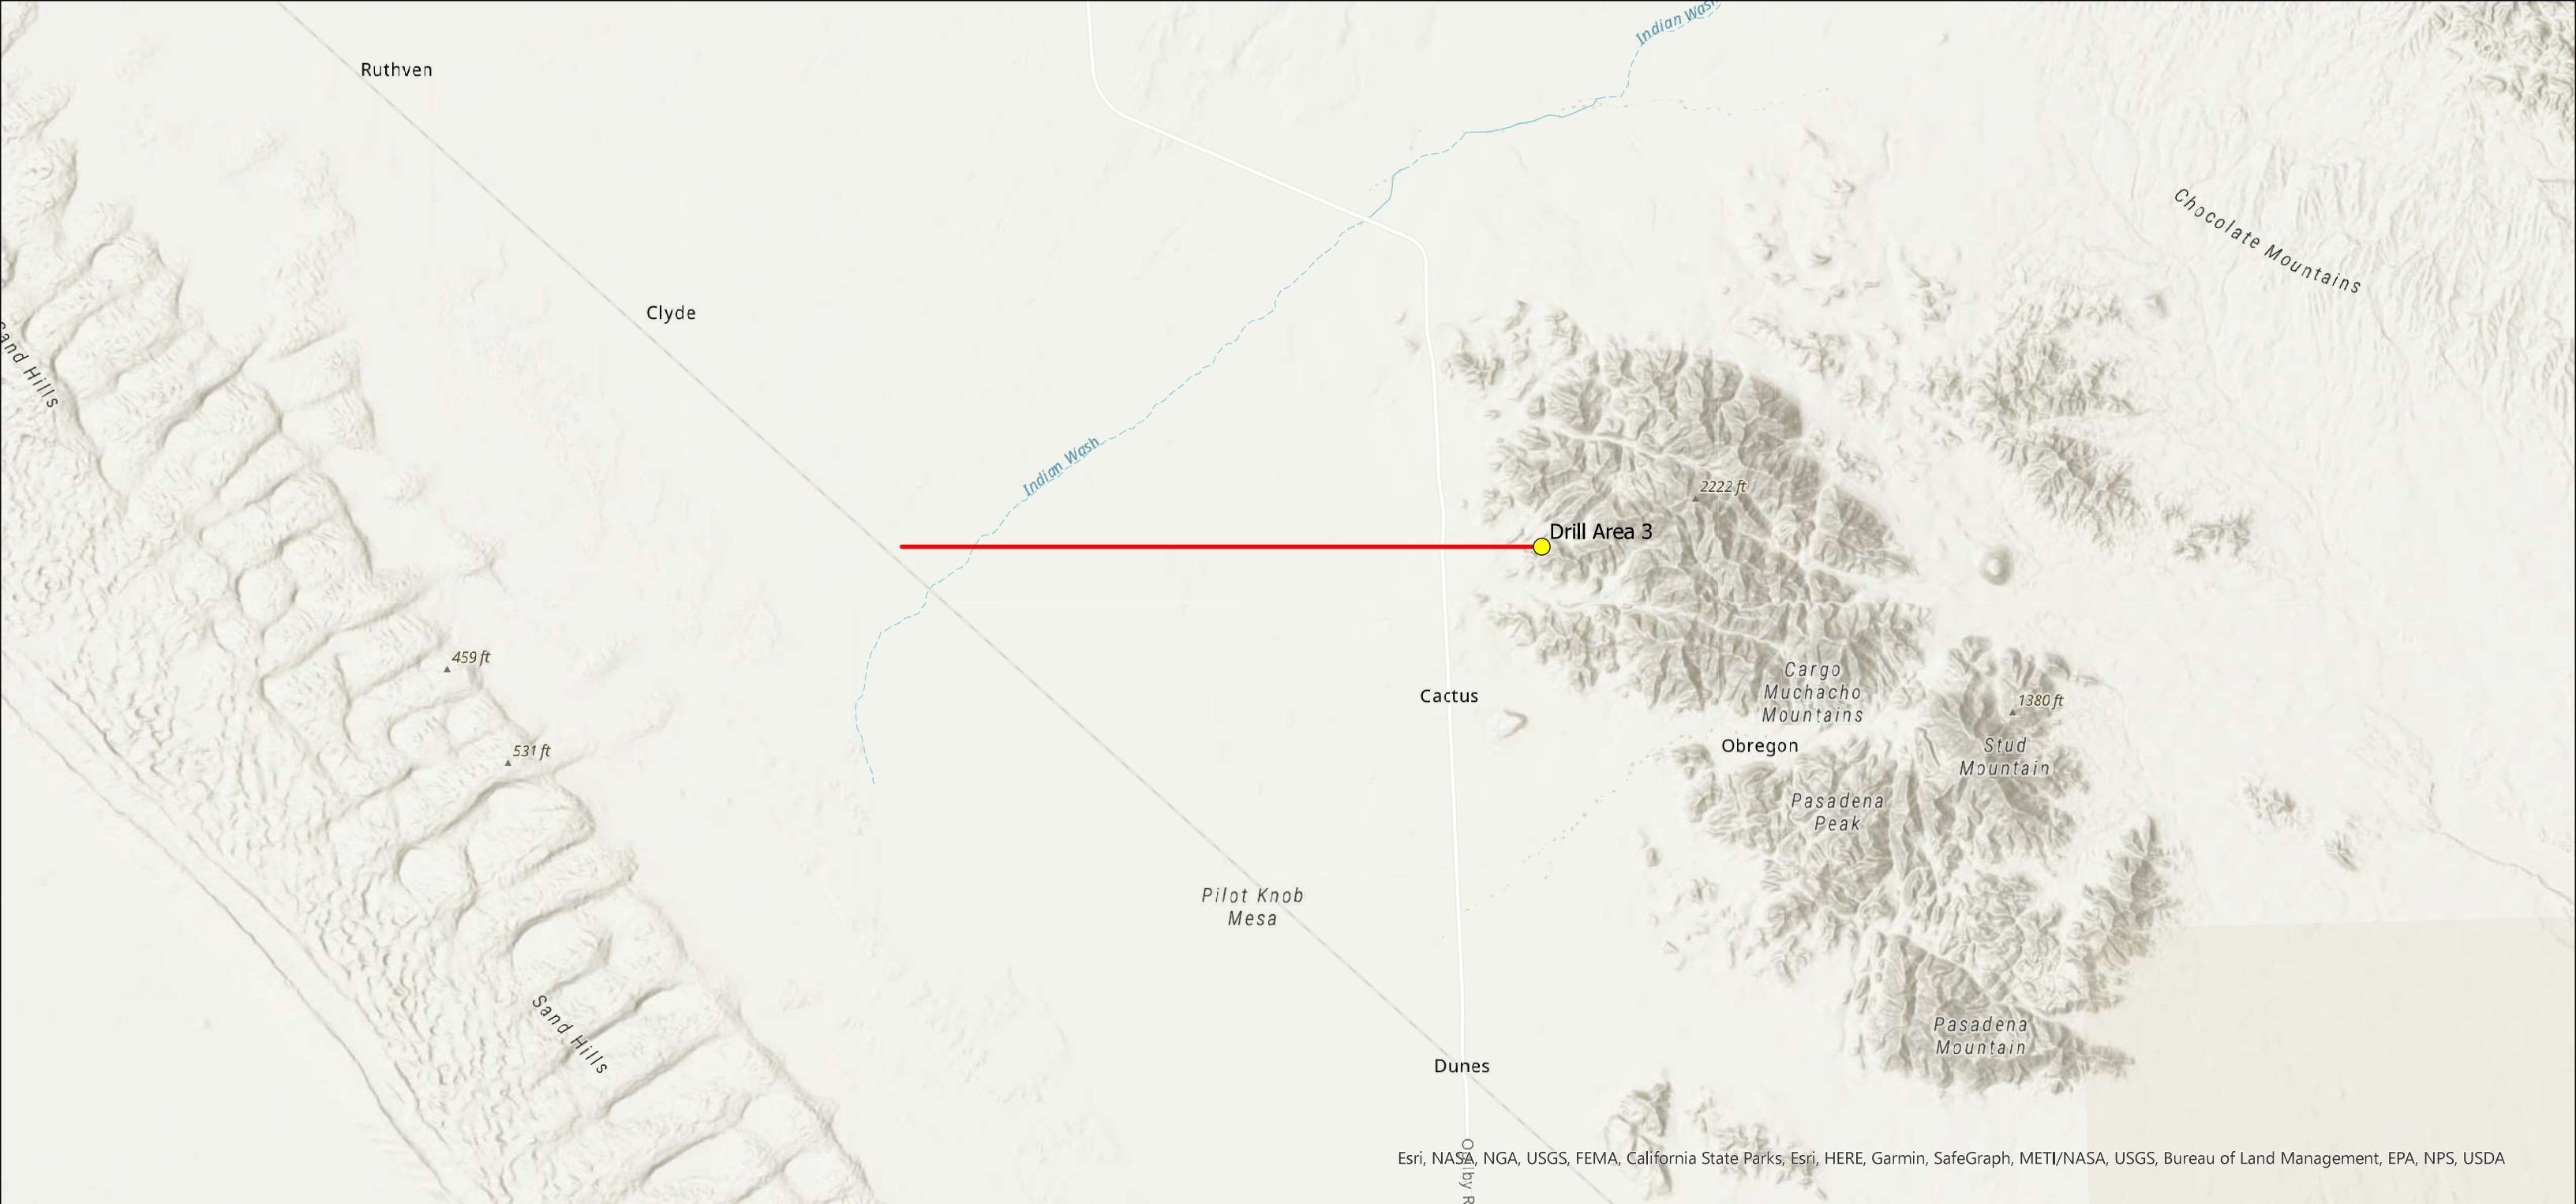 Indian Wash
Ruthven
Chocolate Mountains
Clyde
Sand Hills
Indian Wash
2222 ft
Drill Area 3
459 ft
Cargo
Muchacho
Mountains
Cactus
1380 ft
531 ft
Obregon
Stud
Mountain
Pasadena
Peak
Pilot Knob
Mesa
Sand Hills
Pasadena
Mountain
Dunes
Esri, NASA, NGA, USGS, FEMA, California State Parks, Esri, HERE, Garmin, SafeGraph, METI/NASA, USGS, Bureau of Land Management, EPA, NPS, USDA